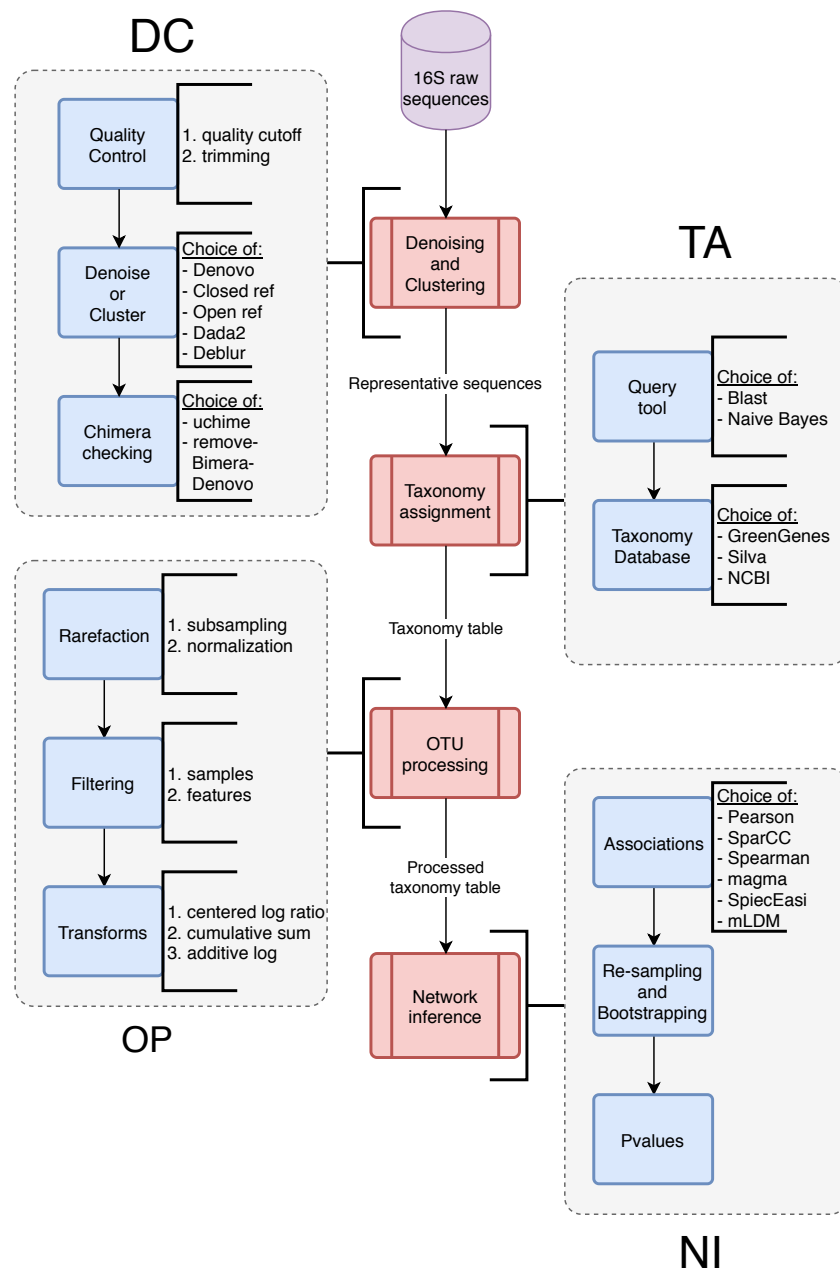 DC
16S raw
sequences
Quality
Control
1. quality cutoff
2. trimming
Denoise
or
Cluster
Choice of:
- Denovo
- Closed ref
- Open ref
- Dada2
- Deblur
Chimera
checking
Choice of:
- uchime
- remove-
Bimera-
Denovo
Denoising
and
Clustering
Representative sequences
TA
Query
tool
Choice of:
- Blast
- Naive Bayes
Taxonomy
Database
Choice of:
- GreenGenes
- Silva
- NCBI
Taxonomy
assignment
Taxonomy table
Rarefaction
1. subsampling
2. normalization
Filtering
1. samples
2. features
Transforms
1. centered log ratio
2. cumulative sum
3. additive log
OP
OTU
processing
Processed
taxonomy table
Network
inference
Associations
Choice of:
- Pearson
- SparCC
- Spearman
- magma
- SpiecEasi
- mLDM
Re-sampling
and
Bootstrapping
Pvalues
NI